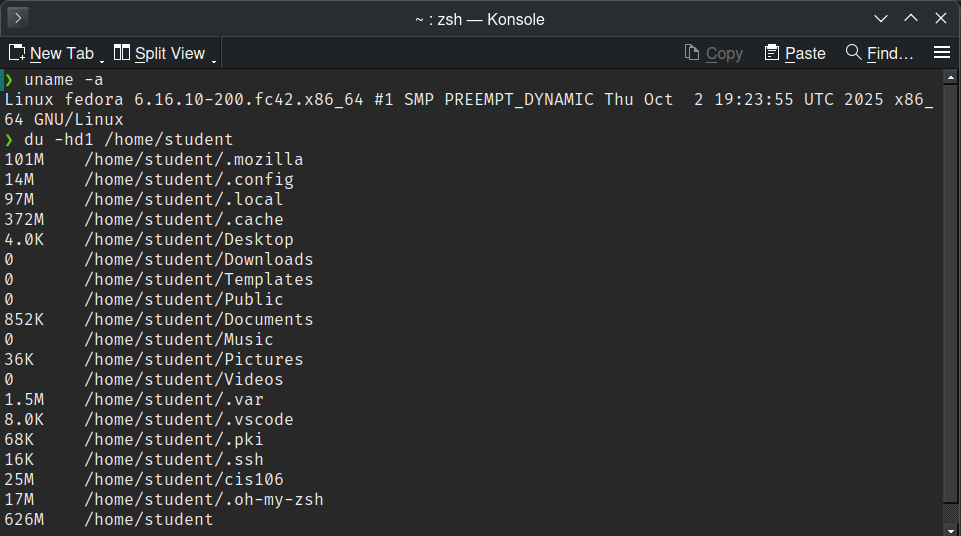 ~ : zsh — Konsole
New Tab Split View Copy Paste Find...
❯ uname -a
Linux fedora 6.16.10-200.fc42.x86_64 #1 SMP PREEMPT_DYNAMIC Thu Oct  2 19:23:55 UTC 2025 x86_
64 GNU/Linux
❯ du -hd1 /home/student
101M    /home/student/.mozilla
14M     /home/student/.config
97M     /home/student/.local
372M    /home/student/.cache
4.0K    /home/student/Desktop
0       /home/student/Downloads
0       /home/student/Templates
0       /home/student/Public
852K    /home/student/Documents
0       /home/student/Music
36K     /home/student/Pictures
0       /home/student/Videos
1.5M    /home/student/.var
8.0K    /home/student/.vscode
68K     /home/student/.pki
16K     /home/student/.ssh
25M     /home/student/cis106
17M     /home/student/.oh-my-zsh
626M    /home/student